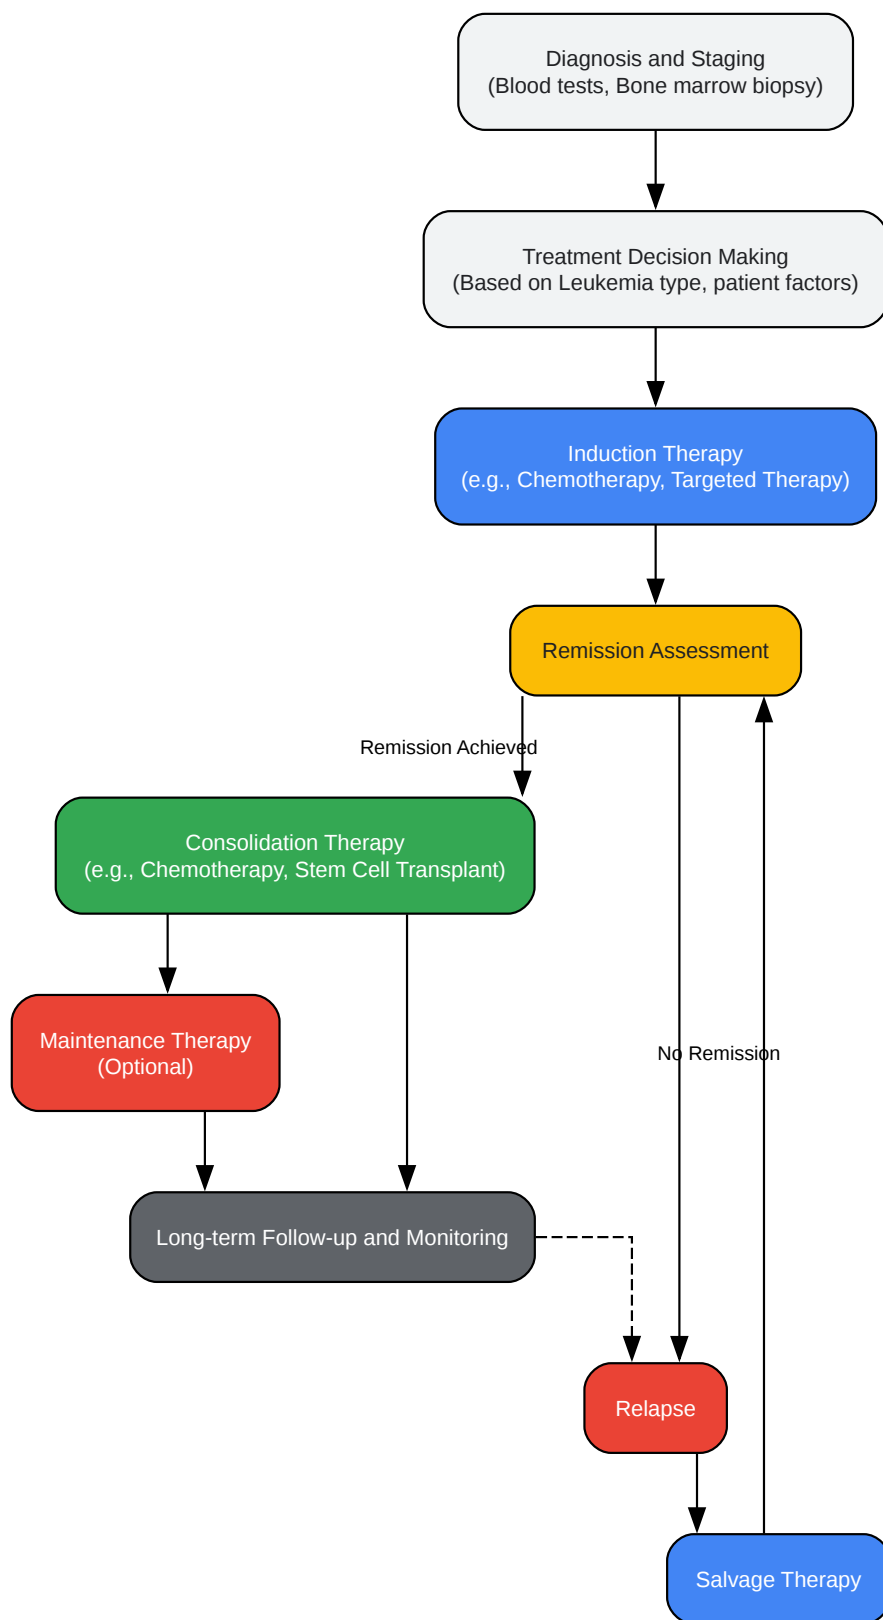 Diagnosis and Staging
(Blood tests, Bone marrow biopsy)
Treatment Decision Making
(Based on Leukemia type, patient factors)
Induction Therapy
(e.g., Chemotherapy, Targeted Therapy)
Remission Assessment
Remission Achieved
Consolidation Therapy
(e.g., Chemotherapy, Stem Cell Transplant)
Maintenance Therapy
(Optional)
No Remission
Long-term Follow-up and Monitoring
Relapse
Salvage Therapy